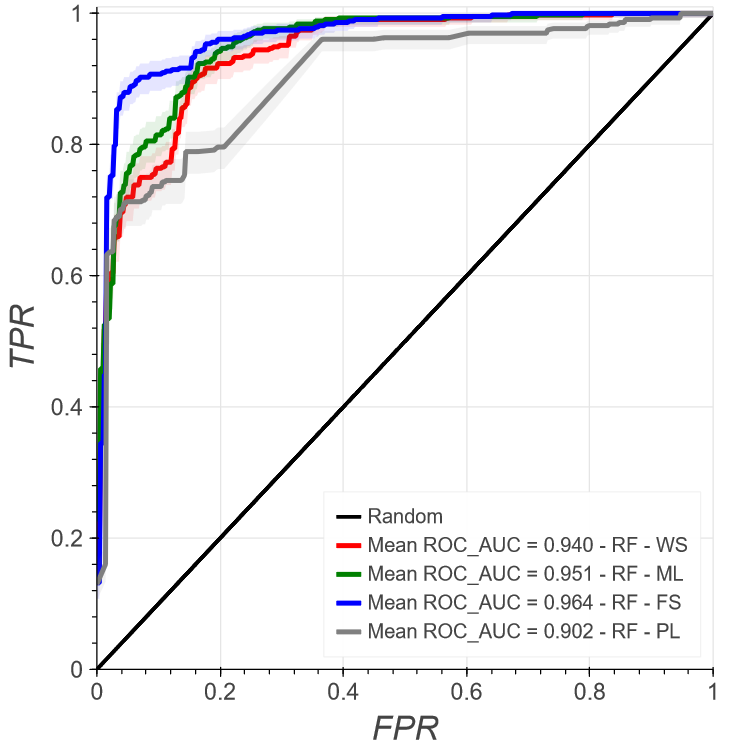 1
0.8
0.6
0.4
0.2
0
TPR
Random
Mean ROC_AUC = 0.940 - RF - WS
Mean ROC_AUC = 0.951 - RF - ML
Mean ROC_AUC = 0.964 - RF - FS
Mean ROC_AUC = 0.902 - RF - PL
0 0.2 0.4 0.6 0.8 1
FPR